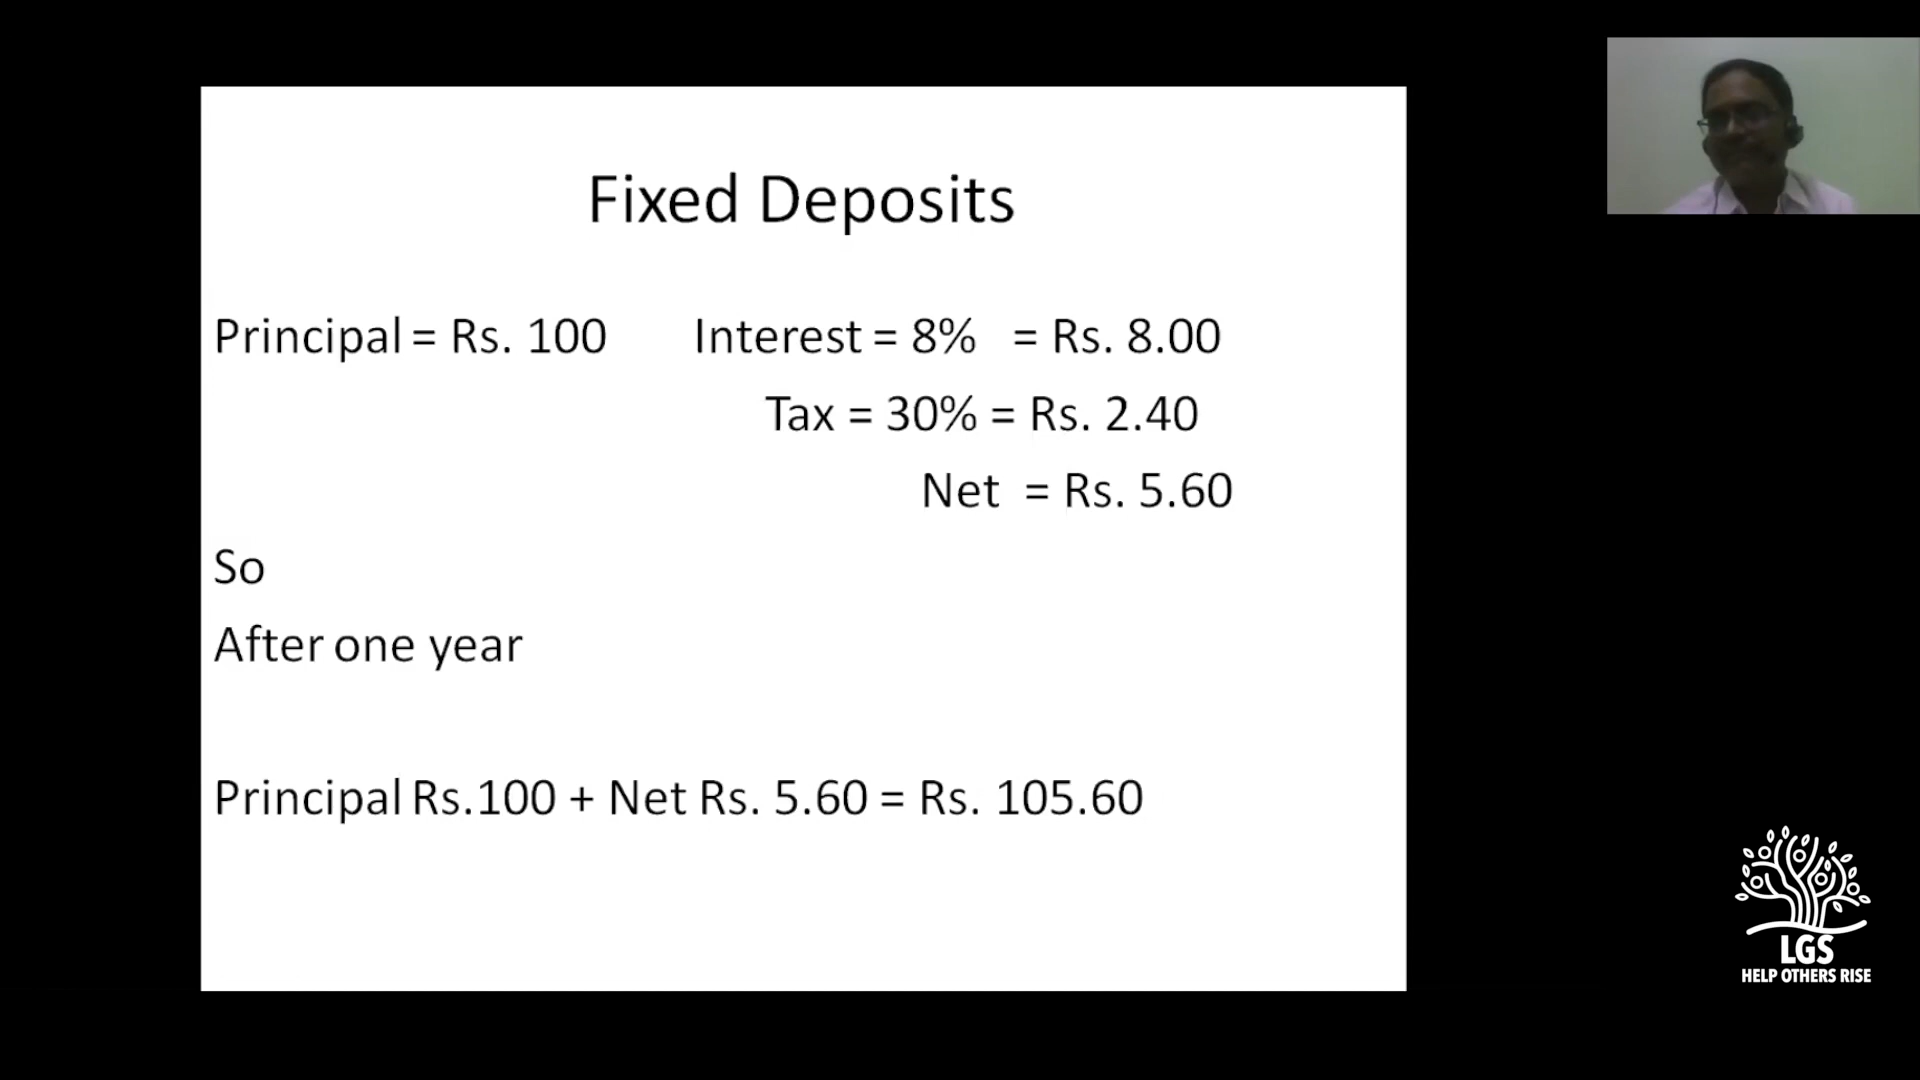 Fixed Deposits
Principal = Rs. 100 Interest = 8% = Rs. 8.00
Tax = 30% = Rs. 2.40
Net = Rs. 5.60
So
After one year
Principal Rs.100 + Net Rs. 5.60 = Rs. 105.60
LGS
HELP OTHERS RISE